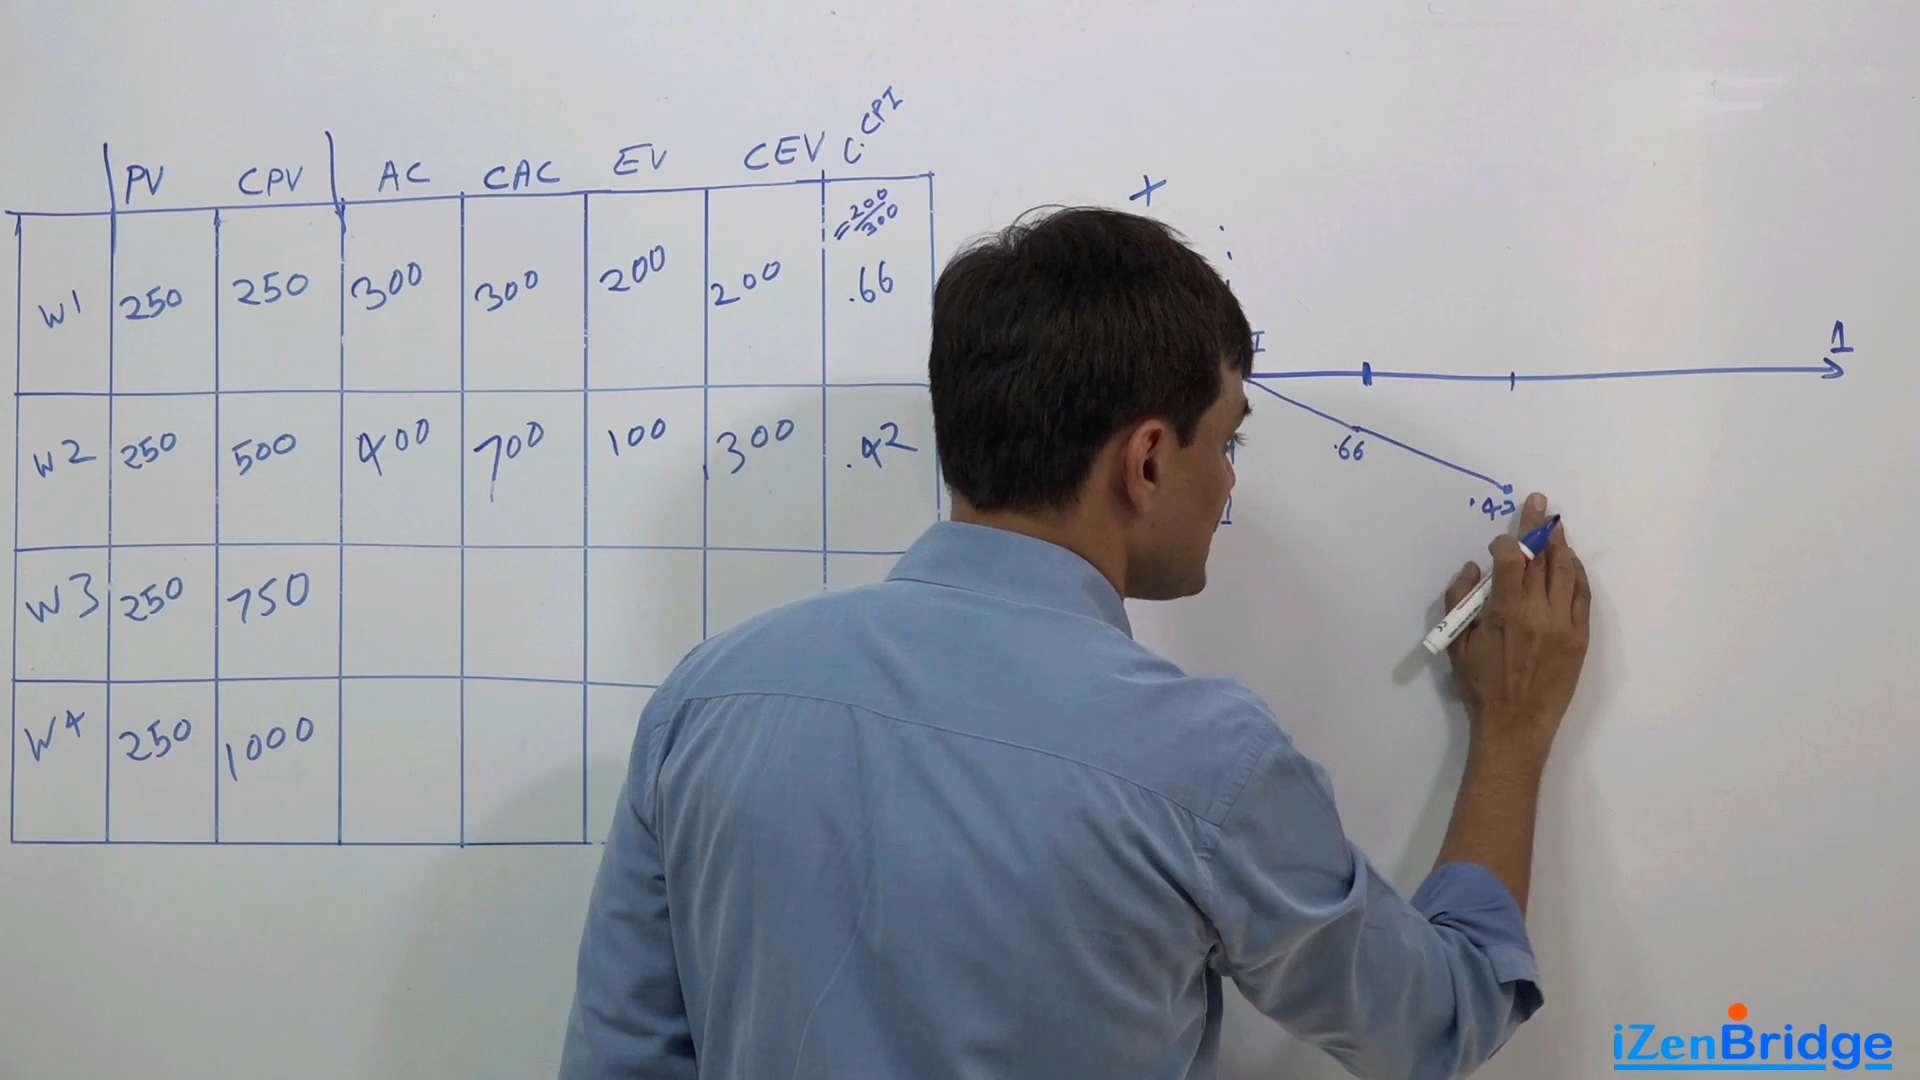 PV CPV AC CAC EV CEV C CPI
= 200/300
W1 250 250 300 300 200 200 .66
W2 250 500 400 700 100 300 .42
W3 250 750
W4 250 1000
+
I
1
.66
.42
1
iZenBridge